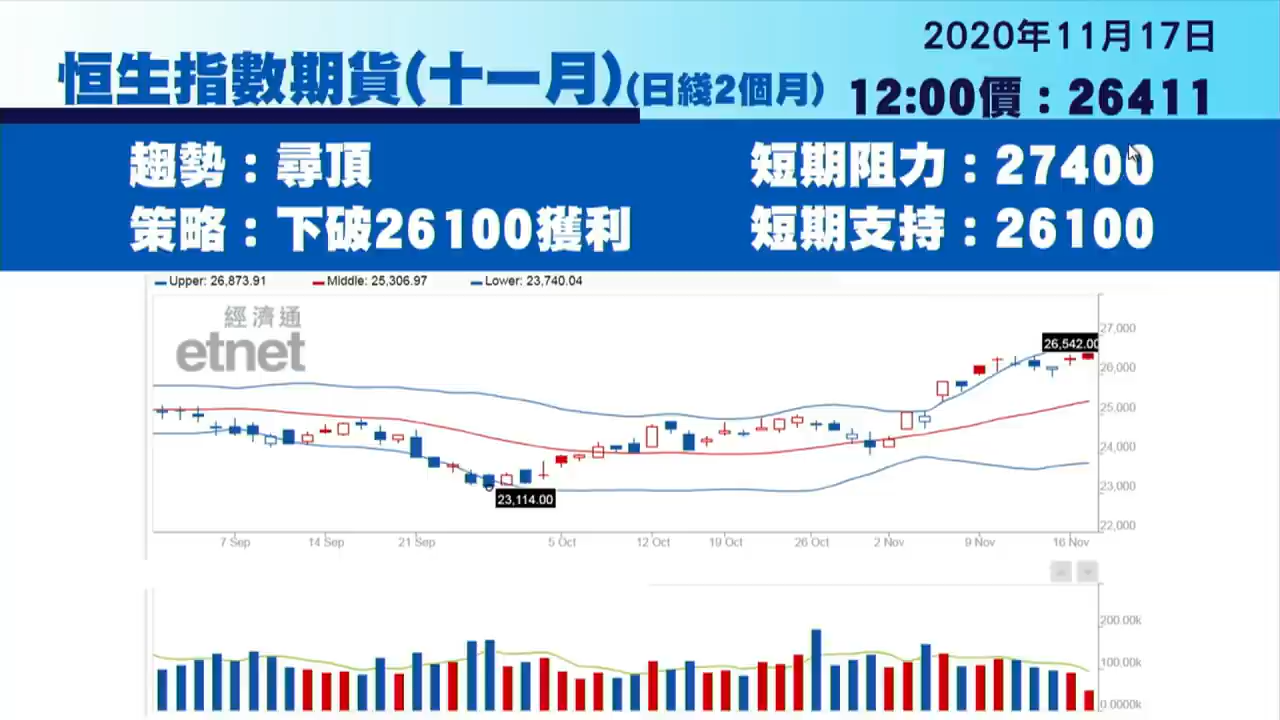 2020年11月17日
恒生指數期貨(十一月)(日綫2個月)
12:00價：26411
趨勢：尋頂
短期阻力：27400
策略：下破26100獲利
短期支持：26100
Upper: 26,873.91 Middle: 25,306.97 Lower: 23,740.04
經濟通
etnet
27,000
26,542.00
26,000
25,000
24,000
23,000
23,114.00
22,000
7 Sep 14 Sep 21 Sep 5 Oct 12 Oct 19 Oct 26 Oct 2 Nov 9 Nov 16 Nov
200.00k
100.00k
0.0000k